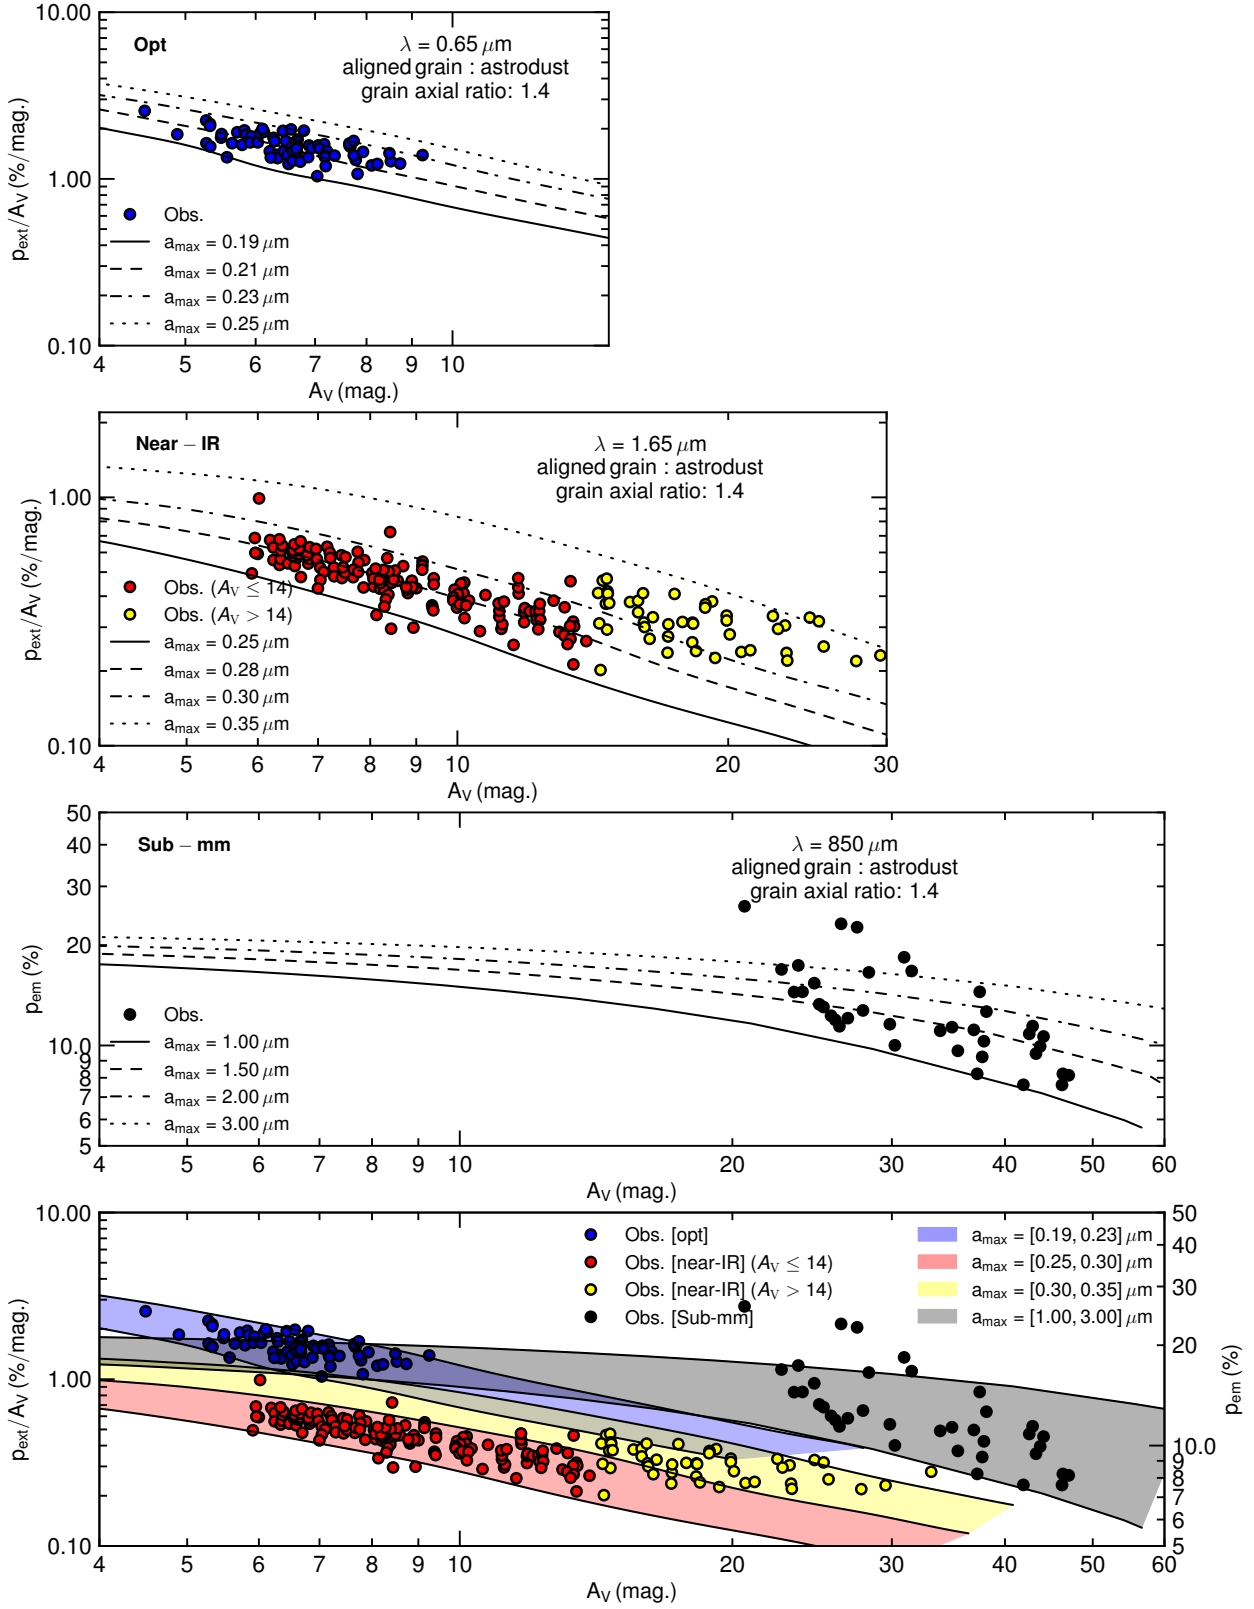 10.00
Opt
λ = 0.65 μm
aligned grain : astrodust
grain axial ratio: 1.4
p_ext/A_V (%/mag.)
1.00
Obs.
a_max = 0.19 μm
a_max = 0.21 μm
a_max = 0.23 μm
a_max = 0.25 μm
0.10
4 5 6 7 8 9 10
A_V (mag.)
Near − IR
λ = 1.65 μm
aligned grain : astrodust
grain axial ratio: 1.4
p_ext/A_V (%/mag.)
1.00
Obs. (A_V ≤ 14)
Obs. (A_V > 14)
a_max = 0.25 μm
a_max = 0.28 μm
a_max = 0.30 μm
a_max = 0.35 μm
0.10
4 5 6 7 8 9 10 20 30
A_V (mag.)
50
40
30
20
10.0
9
8
7
6
5
Sub − mm
λ = 850 μm
aligned grain : astrodust
grain axial ratio: 1.4
p_em (%)
Obs.
a_max = 1.00 μm
a_max = 1.50 μm
a_max = 2.00 μm
a_max = 3.00 μm
4 5 6 7 8 9 10 20 30 40 50 60
A_V (mag.)
10.00
1.00
0.10
p_ext/A_V (%/mag.)
Obs. [opt]
Obs. [near-IR] (A_V ≤ 14)
Obs. [near-IR] (A_V > 14)
Obs. [Sub-mm]
a_max = [0.19, 0.23] μm
a_max = [0.25, 0.30] μm
a_max = [0.30, 0.35] μm
a_max = [1.00, 3.00] μm
50
40
30
20
10.0
9
8
7
6
5
p_em (%)
4 5 6 7 8 9 10 20 30 40 50 60
A_V (mag.)